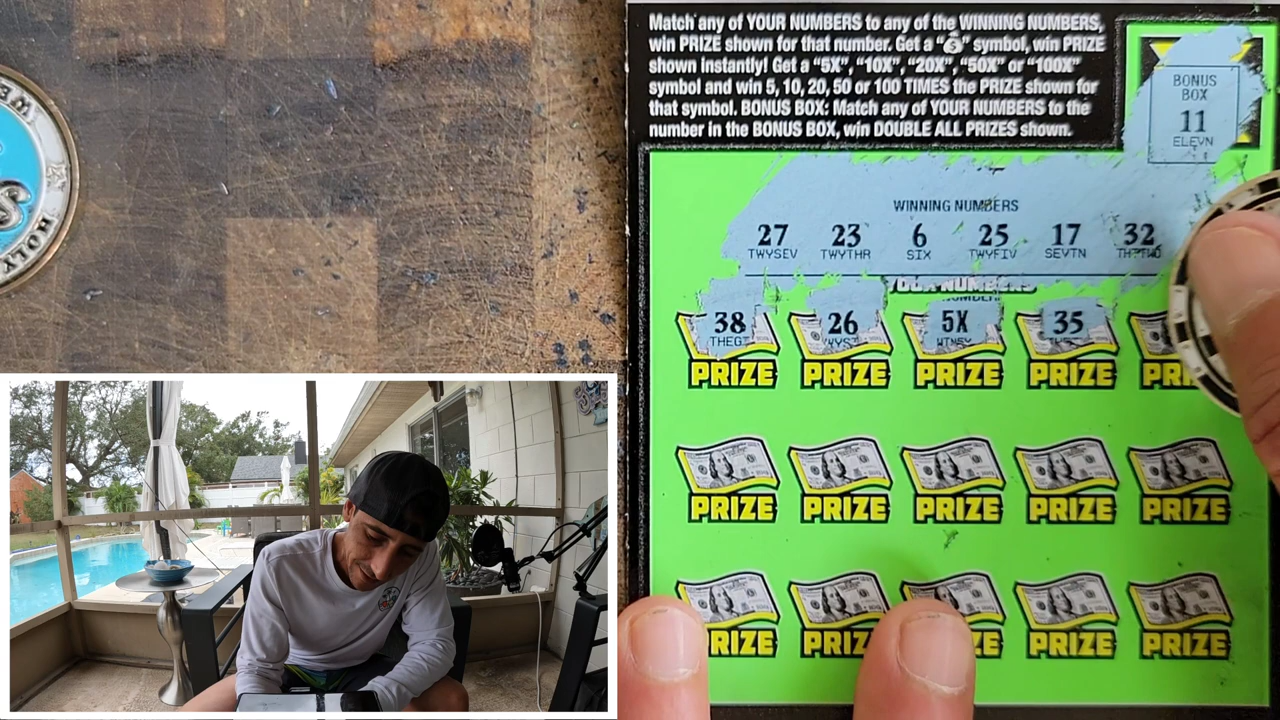 Match any of YOUR NUMBERS to any of the WINNING NUMBERS,
win PRIZE shown for that number. Get a “$” symbol, win PRIZE
shown instantly! Get a “5X”, “10X”, “20X”, “50X” or “100X”
symbol and win 5, 10, 20, 50 or 100 TIMES the PRIZE shown for
that symbol. BONUS BOX: Match any of YOUR NUMBERS to the
number in the BONUS BOX, win DOUBLE ALL PRIZES shown.
BONUS
BOX
11
ELEVN
WINNING NUMBERS
27 23 6 25 17 32
TWYSEV TWYTHR SIX TWYFIV SEVTN
YOUR NUMBERS
38 26 5X 35
PRIZE PRIZE PRIZE PRIZE
PRIZE PRIZE PRIZE PRIZE PRIZE
PRIZE PRIZE PRIZE PRIZE
HOLY